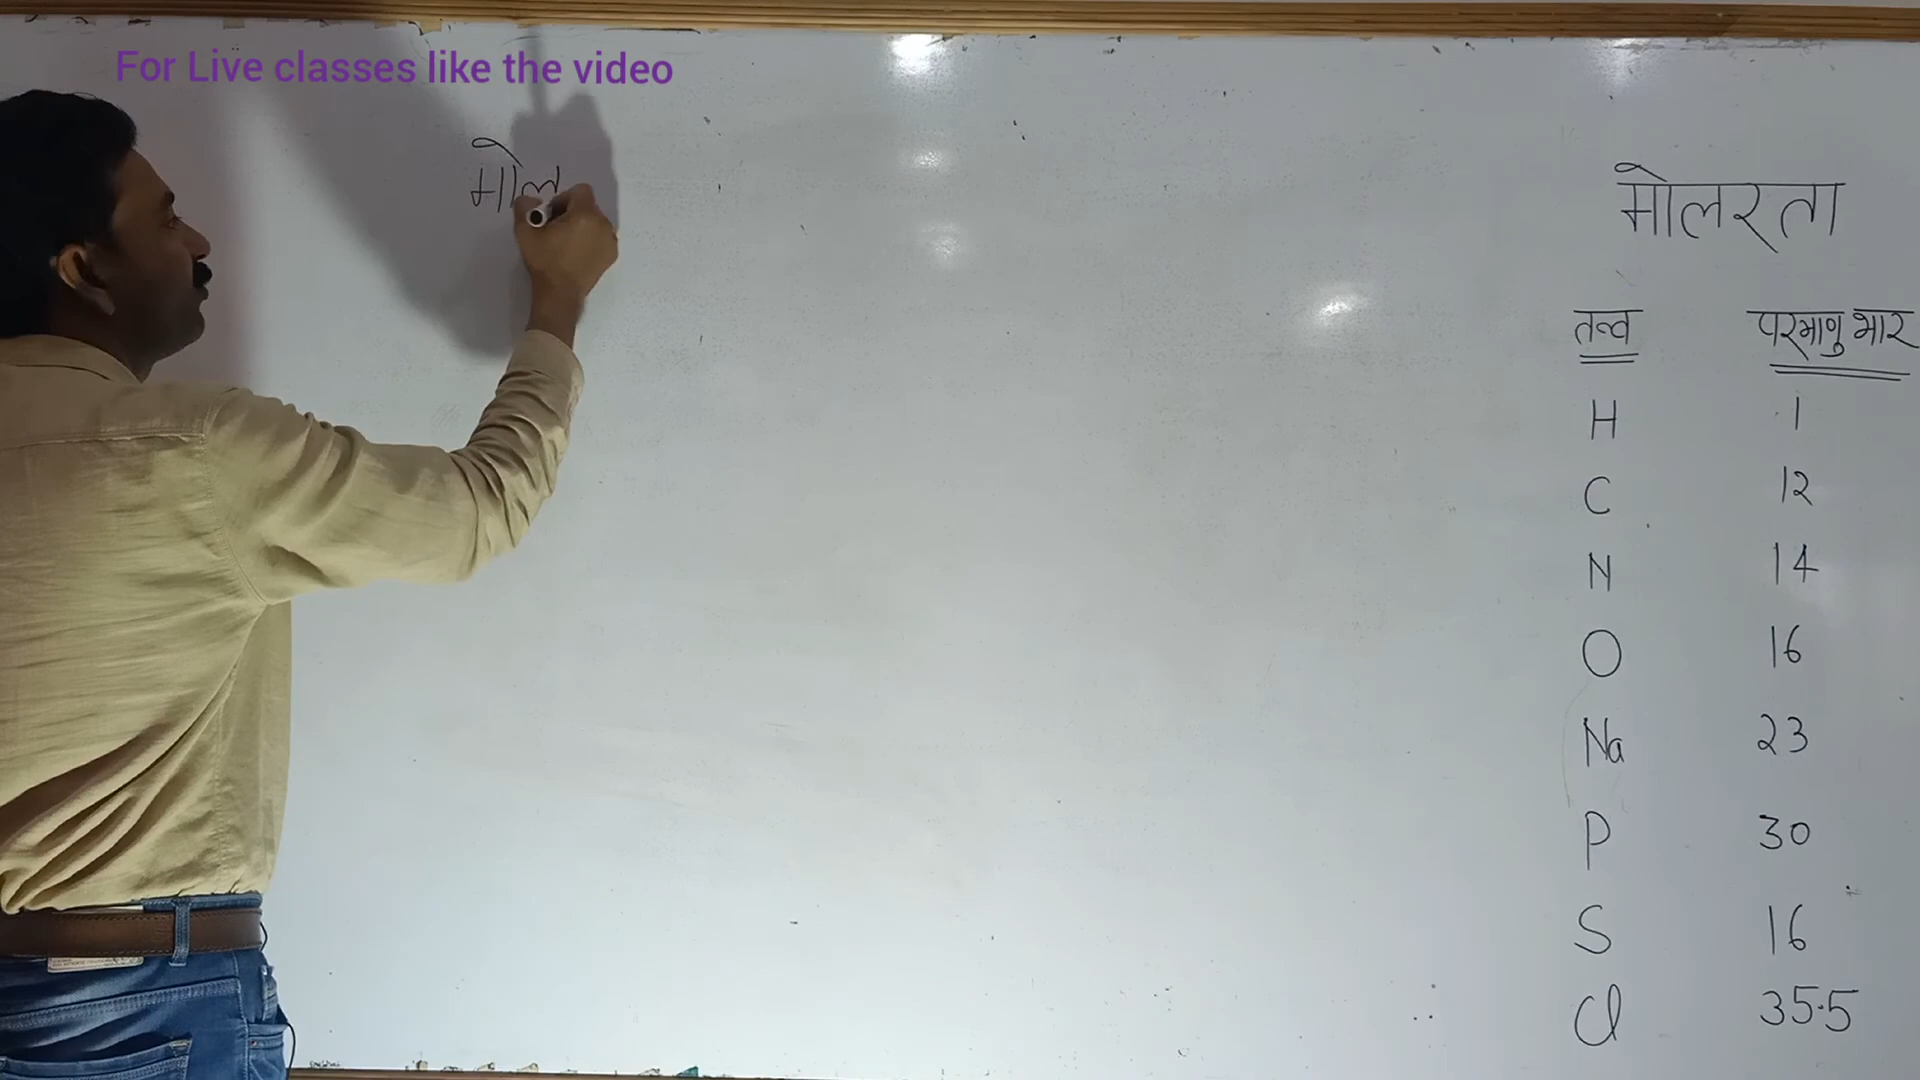 For Live classes like the video
मोल
मोलरता
तत्व परमाणु भार
H 1
C 12
N 14
O 16
Na 23
P 30
S 16
Cl 35.5